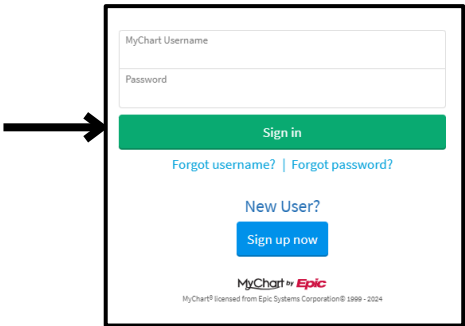 MyChart Username
Password
Sign in
Forgot username? | Forgot password?
New User?
Sign up now
MyChart by Epic
MyChart® licensed from Epic Systems Corporation© 1999 - 2024